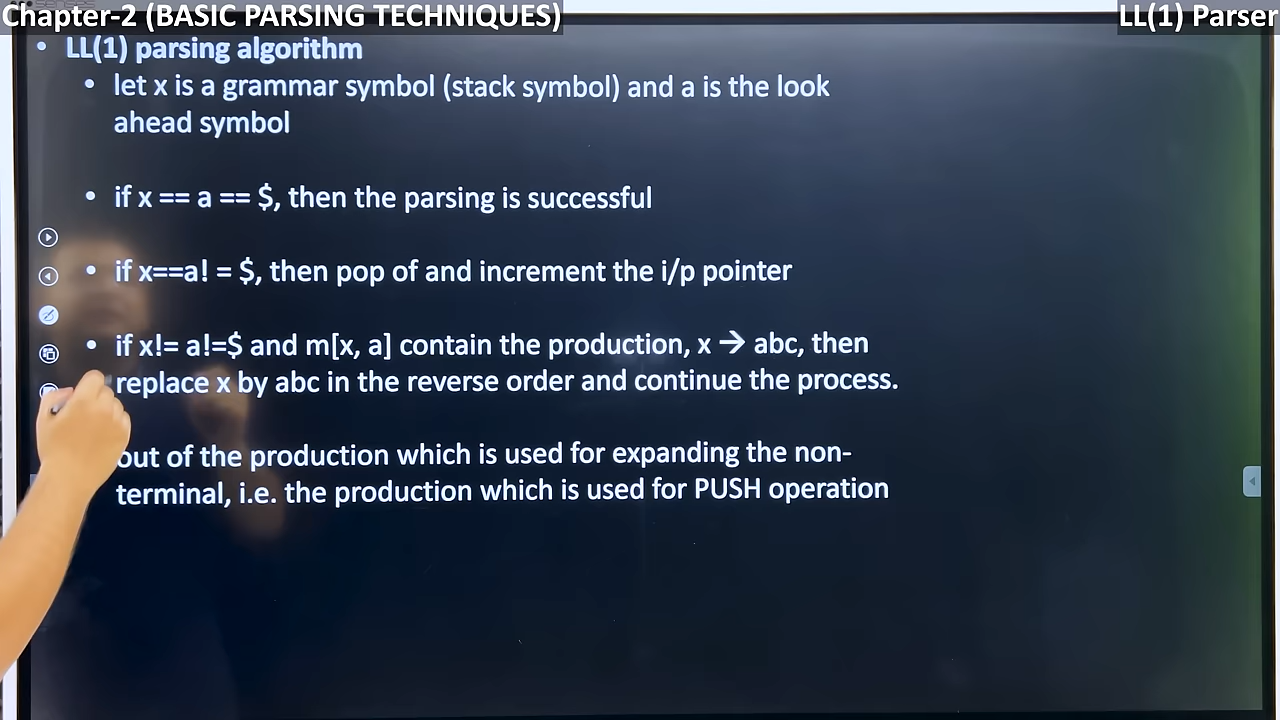 Chapter-2 (BASIC PARSING TECHNIQUES)
LL(1) Parser
• LL(1) parsing algorithm
• let x is a grammar symbol (stack symbol) and a is the look
ahead symbol
• if x == a == $, then the parsing is successful
• if x==a! = $, then pop of and increment the i/p pointer
• if x!= a!=$ and m[x, a] contain the production, x → abc, then
replace x by abc in the reverse order and continue the process.
out of the production which is used for expanding the non-
terminal, i.e. the production which is used for PUSH operation